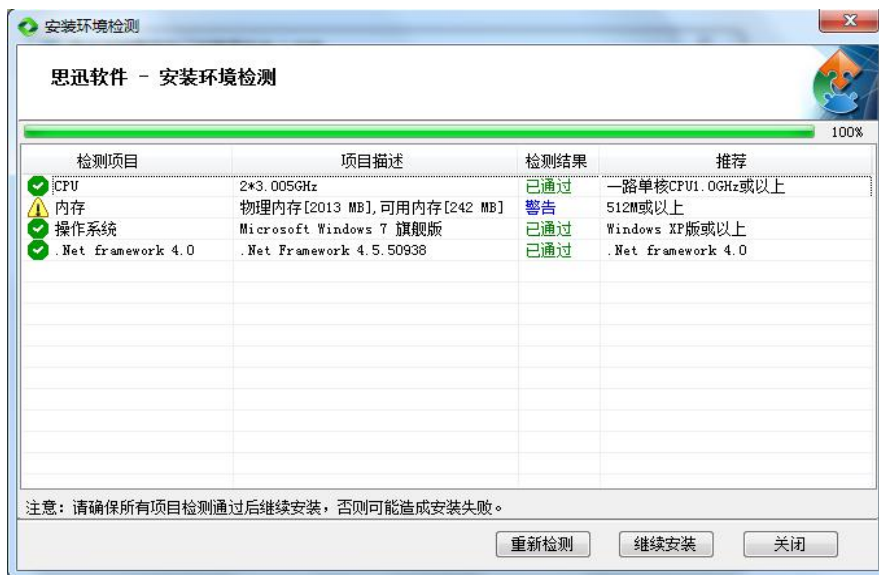 安装环境检测
思迅软件 - 安装环境检测
100%
检测项目 项目描述 检测结果 推荐
CPU 2*3.005GHz 已通过 一路单核CPU1.0GHz或以上
内存 物理内存[2013 MB],可用内存[242 MB] 警告 512M或以上
操作系统 Microsoft Windows 7 旗舰版 已通过 Windows XP版或以上
.Net framework 4.0 .Net Framework 4.5.50938 已通过 .Net framework 4.0
注意：请确保所有项目检测通过后继续安装，否则可能造成安装失败。
重新检测 继续安装 关闭